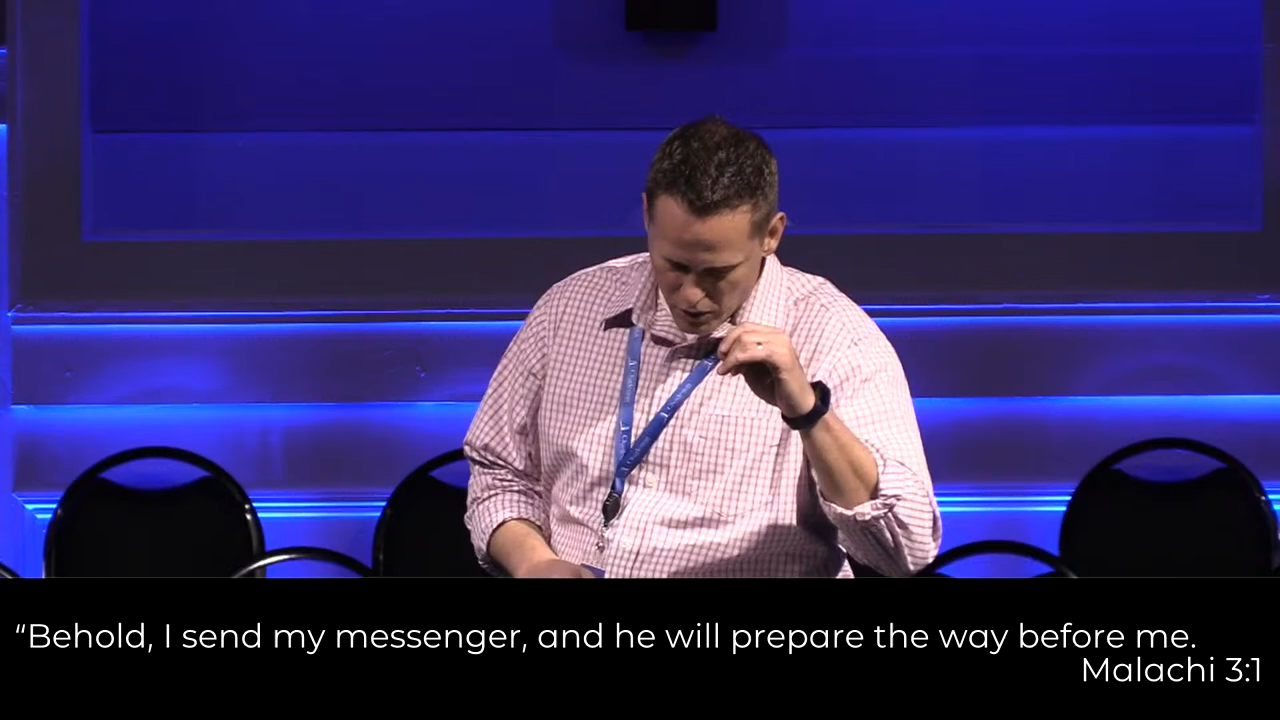 “Behold, I send my messenger, and he will prepare the way before me.
Malachi 3:1